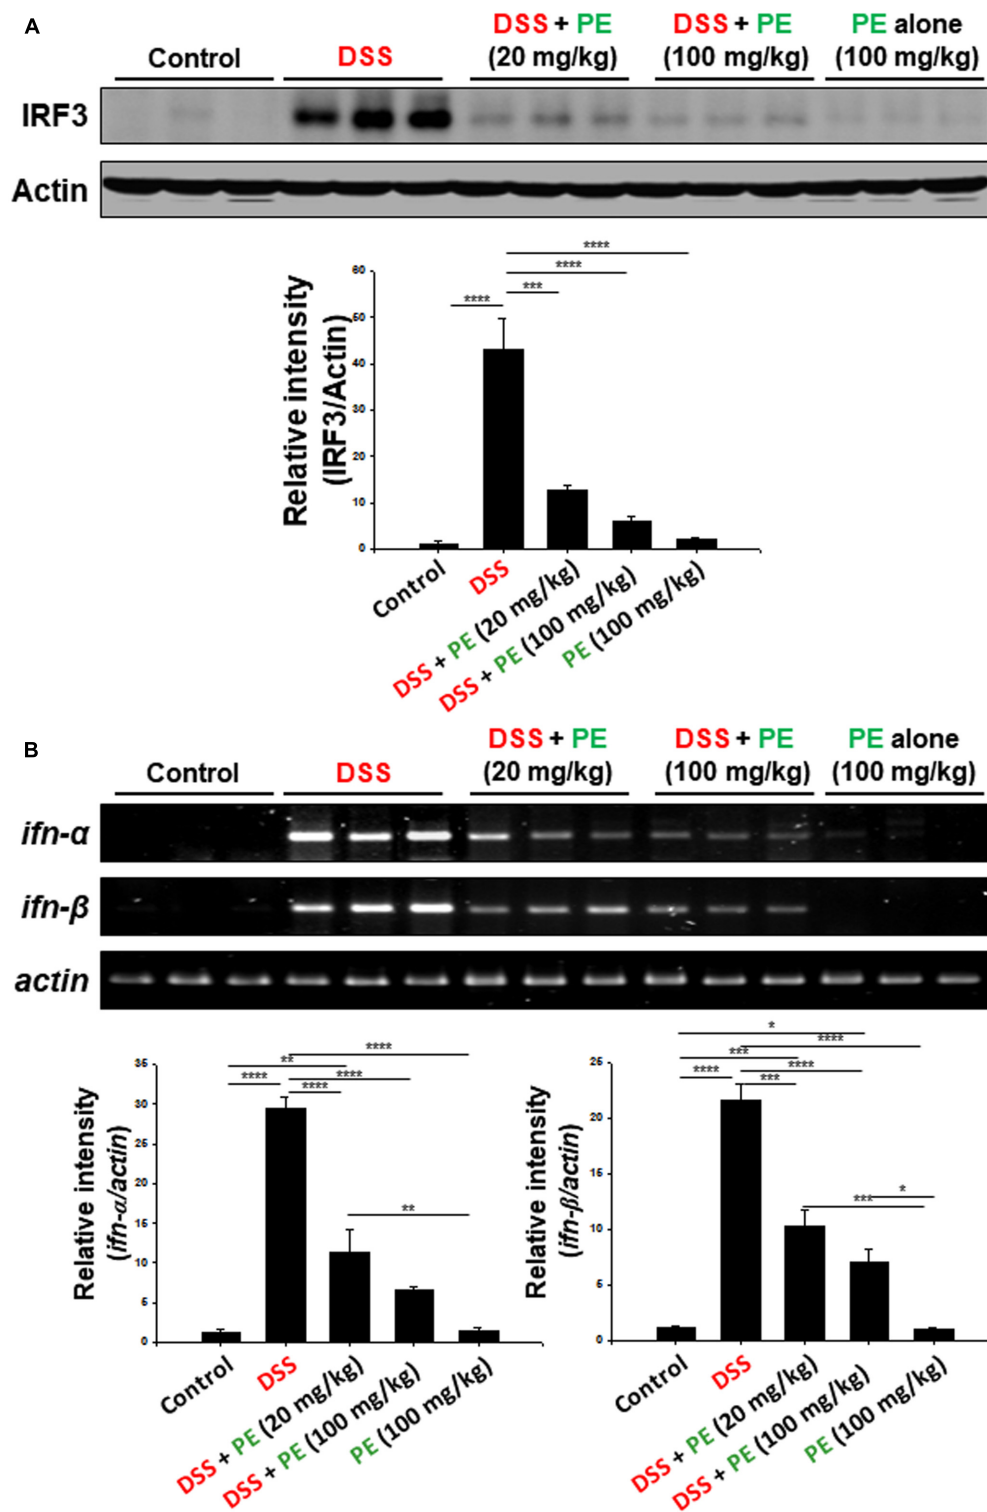 A
Control
DSS
DSS + PE
(20 mg/kg)
DSS + PE
(100 mg/kg)
PE alone
(100 mg/kg)
IRF3
Actin
Relative intensity
(IRF3/Actin)
60
50
40
30
20
10
0
****
***
****
****
Control
DSS
DSS + PE (20 mg/kg)
DSS + PE (100 mg/kg)
PE (100 mg/kg)
B
Control
DSS
DSS + PE
(20 mg/kg)
DSS + PE
(100 mg/kg)
PE alone
(100 mg/kg)
ifn-α
ifn-β
actin
Relative intensity
(ifn-α/actin)
35
30
25
20
15
10
5
0
****
**
****
****
****
**
Control
DSS
DSS + PE (20 mg/kg)
DSS + PE (100 mg/kg)
PE (100 mg/kg)
Relative intensity
(ifn-β/actin)
25
20
15
10
5
0
*
****
***
****
****
***
***
*
Control
DSS
DSS + PE (20 mg/kg)
DSS + PE (100 mg/kg)
PE (100 mg/kg)